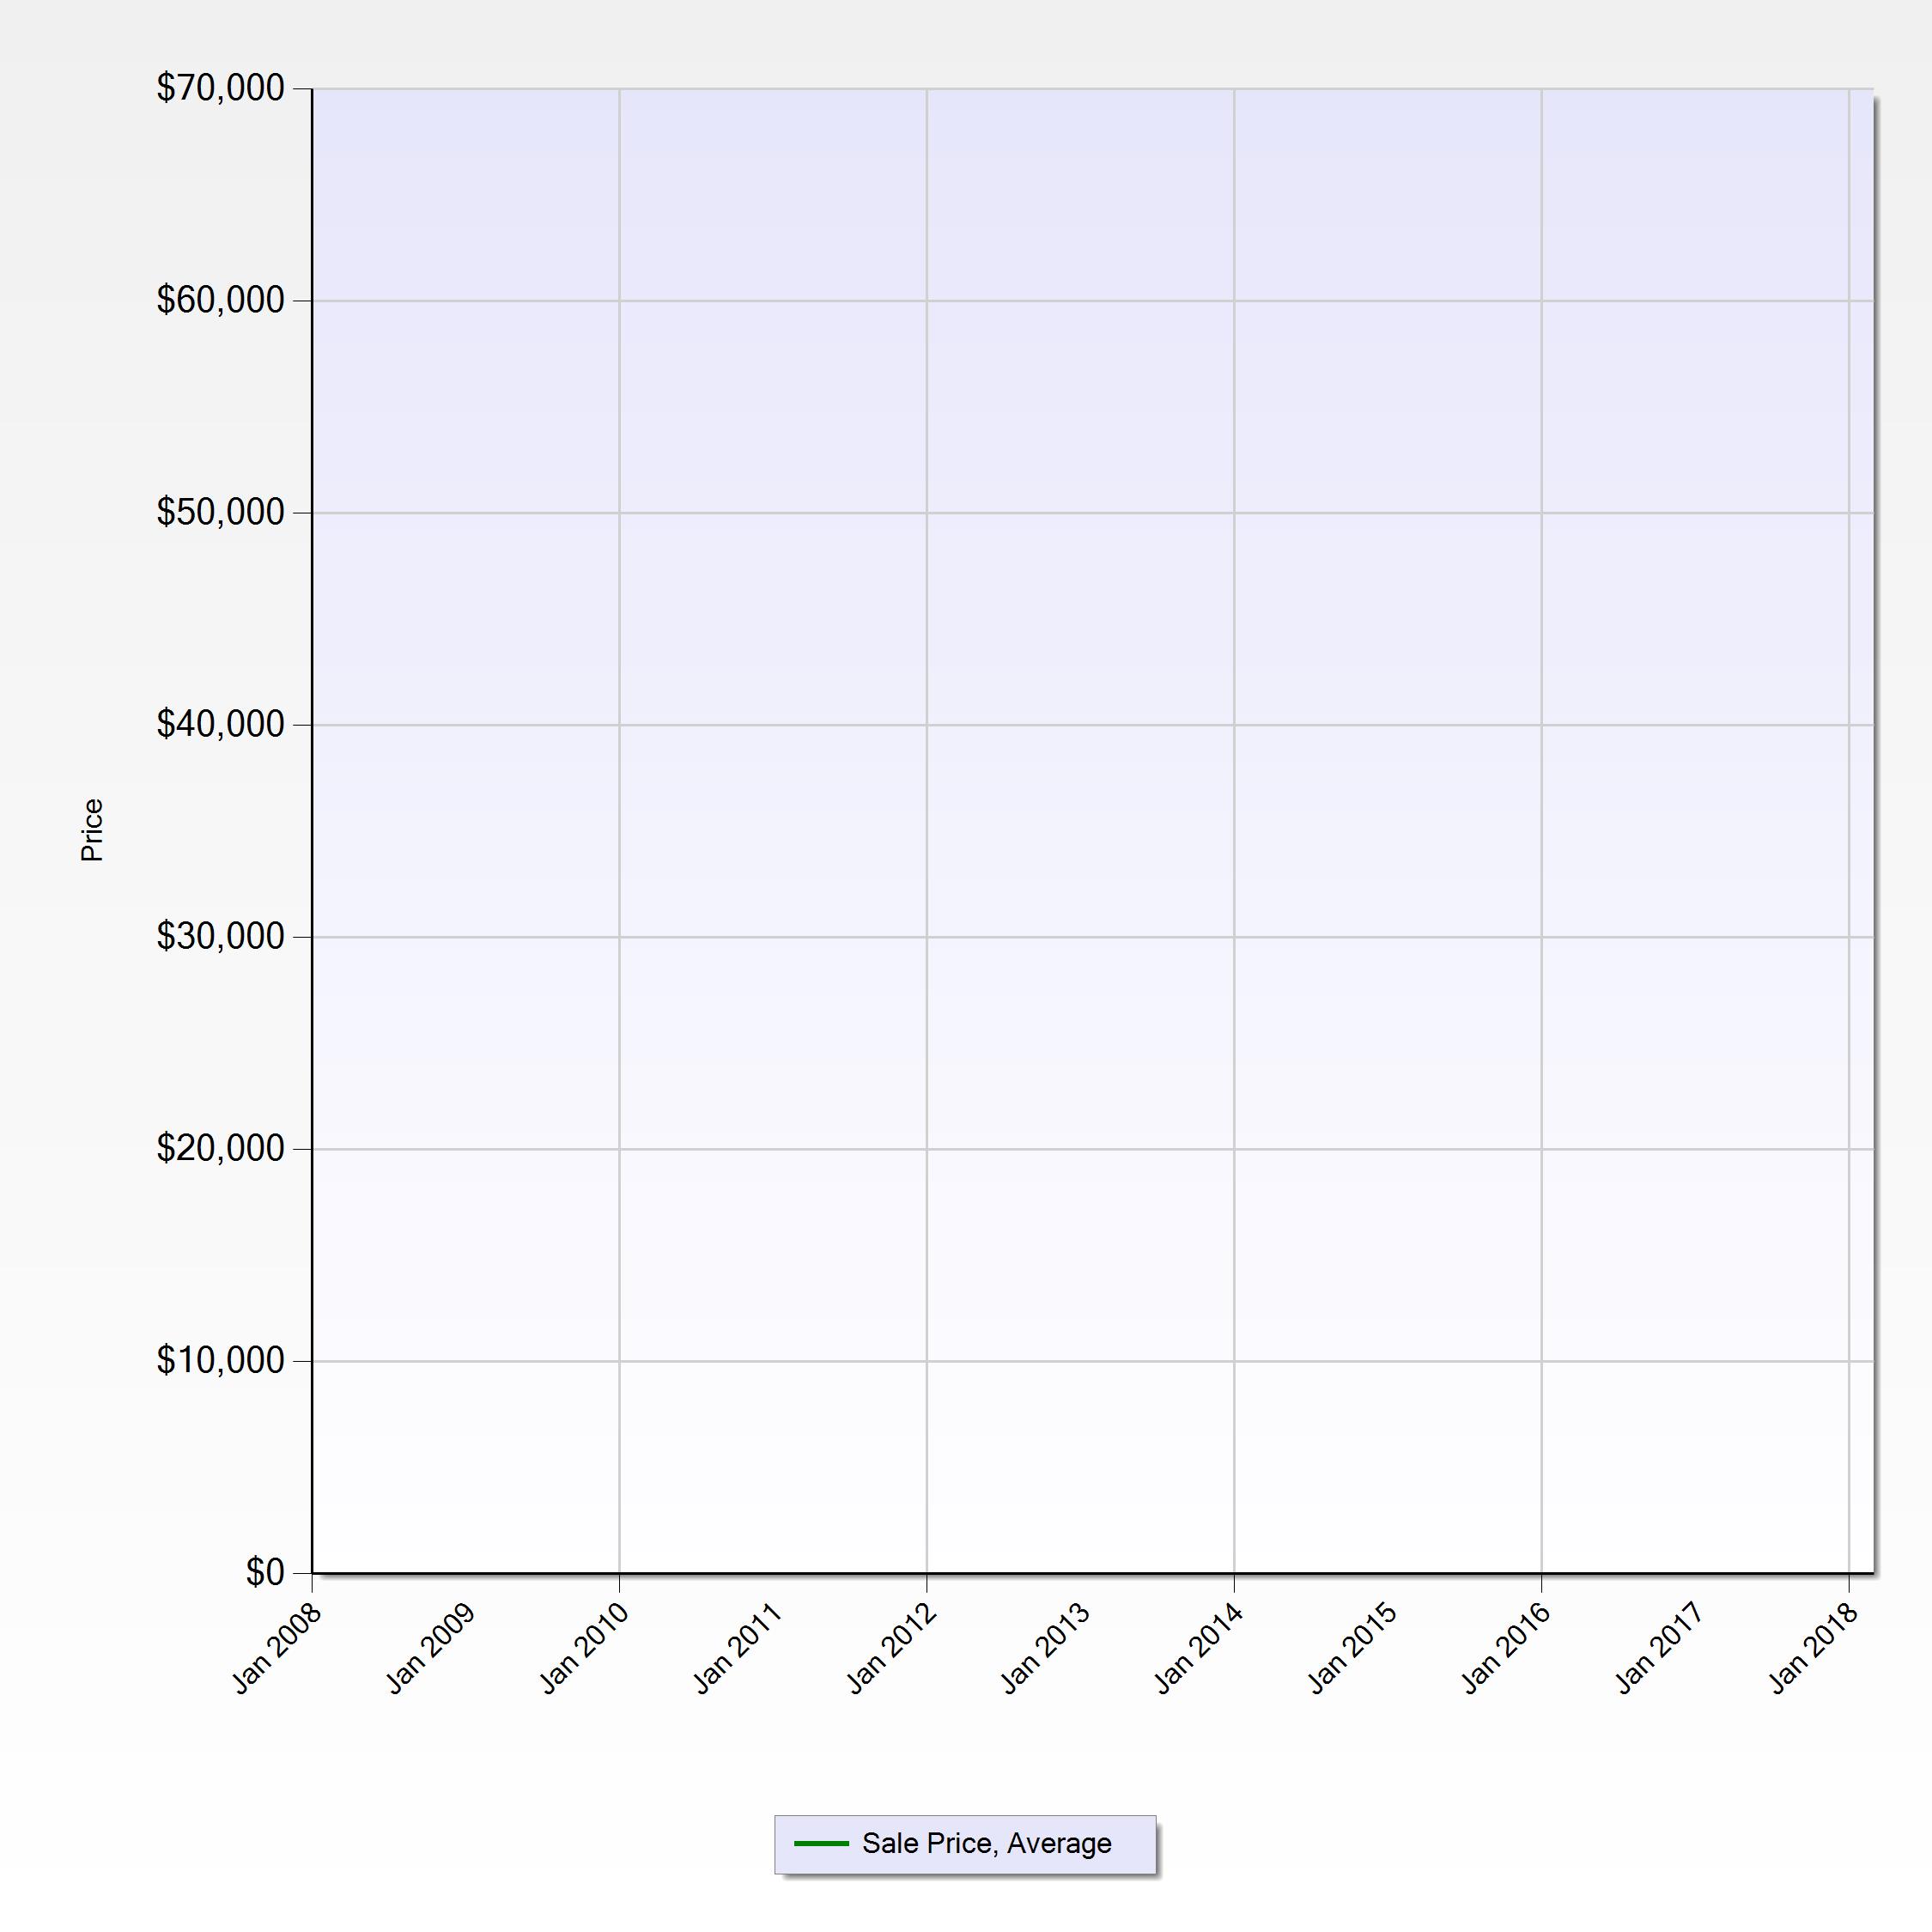 $70,000
$60,000
$50,000
$40,000
Price
$30,000
$20,000
$10,000
$0
Jan 2008
Jan 2009
Jan 2010
Jan 2011
Jan 2012
Jan 2013
Jan 2014
Jan 2015
Jan 2016
Jan 2017
Jan 2018
Sale Price, Average